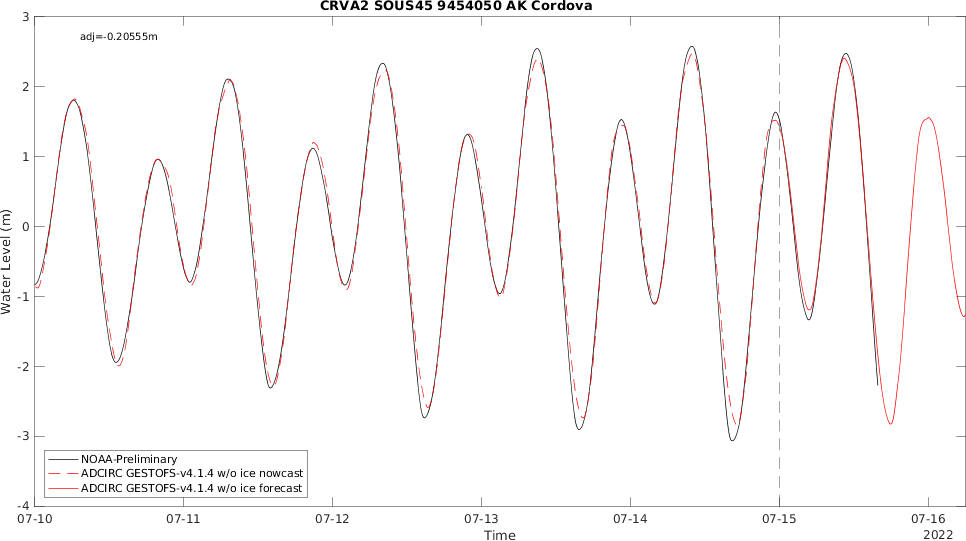 CRVA2 SOUS45 9454050 AK Cordova
adj=-0.20555m
3
2
1
0
-1
-2
-3
-4
Water Level (m)
NOAA-Preliminary
ADCIRC GESTOFS-v4.1.4 w/o ice nowcast
ADCIRC GESTOFS-v4.1.4 w/o ice forecast
07-10 07-11 07-12 07-13 07-14 07-15 07-16
Time
2022